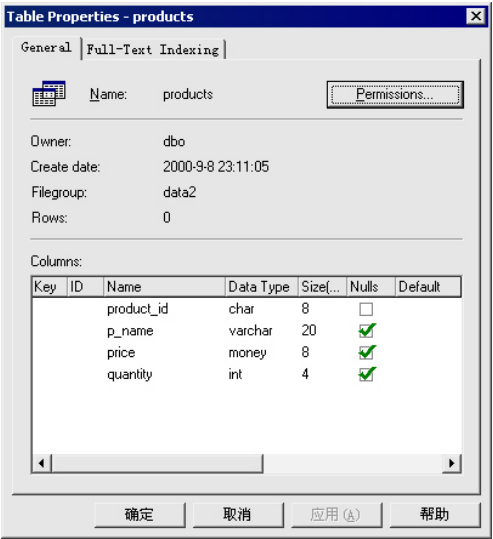 Table Properties - products
General Full-Text Indexing
Name: products Permissions...
Owner: dbo
Create date: 2000-9-8 23:11:05
Filegroup: data2
Rows: 0
Columns:
Key ID Name Data Type Size(... Nulls Default
product_id char 8
p_name varchar 20
price money 8
quantity int 4
确定 取消 应用(A) 帮助